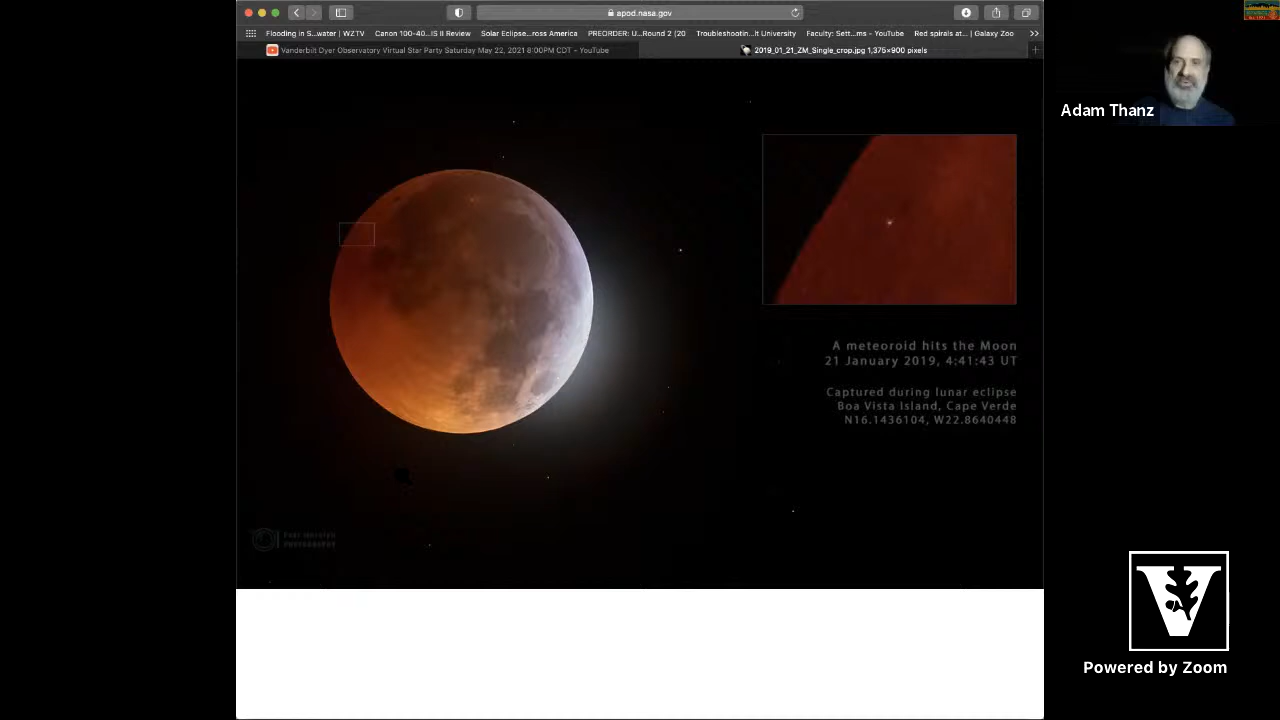 apod.nasa.gov
Flooding in S...water | WZTV
Canon 100-40...IS II Review
Solar Eclipse...ross America
PREORDER: U...Round 2 (20
Troubleshootin...lt University
Faculty: Sett...ms - YouTube
Red spirals at... | Galaxy Zoo
>>
Vanderbilt Dyer Observatory Virtual Star Party Saturday May 22, 2021 8:00PM CDT - YouTube
2019_01_21_ZM_Single_crop.jpg 1,375×900 pixels
Adam Thanz
A meteoroid hits the Moon
21 January 2019, 4:41:43 UT
Captured during lunar eclipse
Boa Vista Island, Cape Verde
N16.1436104, W22.8640448
PHOTOGRAPHY
V
Powered by Zoom